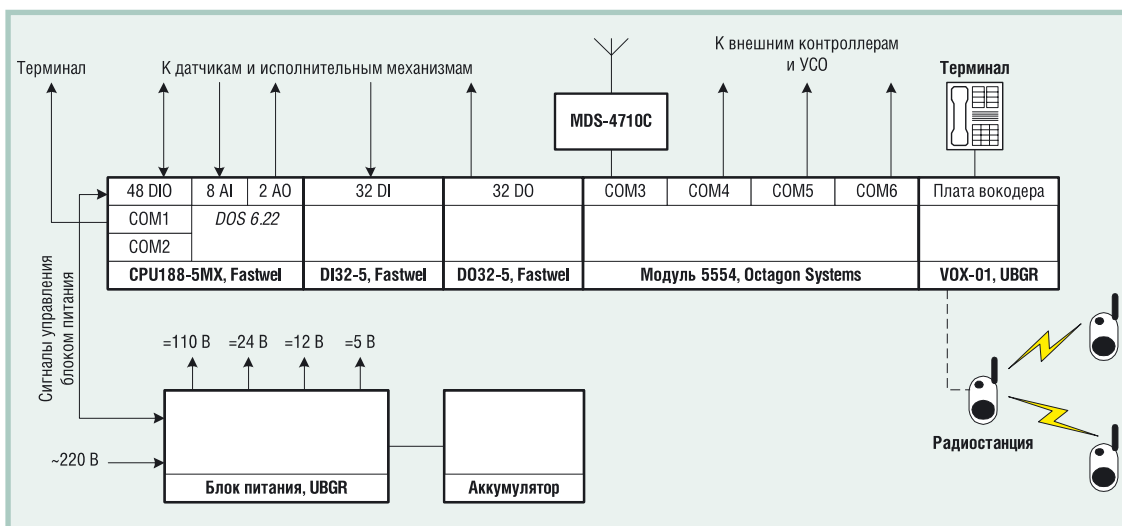 Терминал
К датчикам и исполнительным механизмам
К внешним контроллерам
и УСО
Терминал
MDS-4710C
48 DIO
8 AI
2 AO
32 DI
32 DO
COM3
COM4
COM5
COM6
Плата вокодера
COM1
DOS 6.22
COM2
CPU188-5MX, Fastwel
DI32-5, Fastwel
DO32-5, Fastwel
Модуль 5554, Octagon Systems
VOX-01, UBGR
Сигналы управления
блоком питания
=110 В
=24 В
=12 В
=5 В
~220 В
Блок питания, UBGR
Аккумулятор
Радиостанция